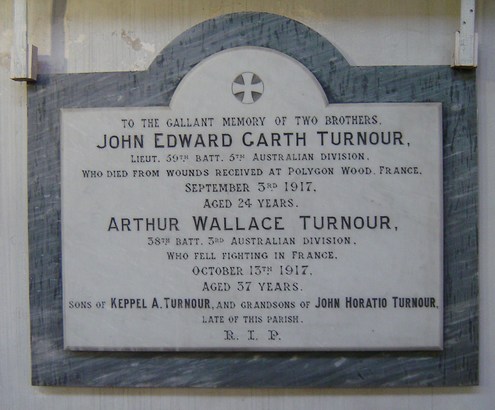 TO THE GALLANT MEMORY OF TWO BROTHERS.
JOHN EDWARD GARTH TURNOUR,
LIEUT. 59TH BATT. 5TH AUSTRALIAN DIVISION.
WHO DIED FROM WOUNDS RECEIVED AT POLYGON WOOD, FRANCE,
SEPTEMBER 3RD 1917.
AGED 24 YEARS.
ARTHUR WALLACE TURNOUR,
38TH BATT. 3RD AUSTRALIAN DIVISION.
WHO FELL FIGHTING IN FRANCE.
OCTOBER 13TH 1917.
AGED 37 YEARS.
SONS OF KEPPEL A. TURNOUR, AND GRANDSONS OF JOHN HORATIO TURNOUR,
LATE OF THIS PARISH.
R. I. P.